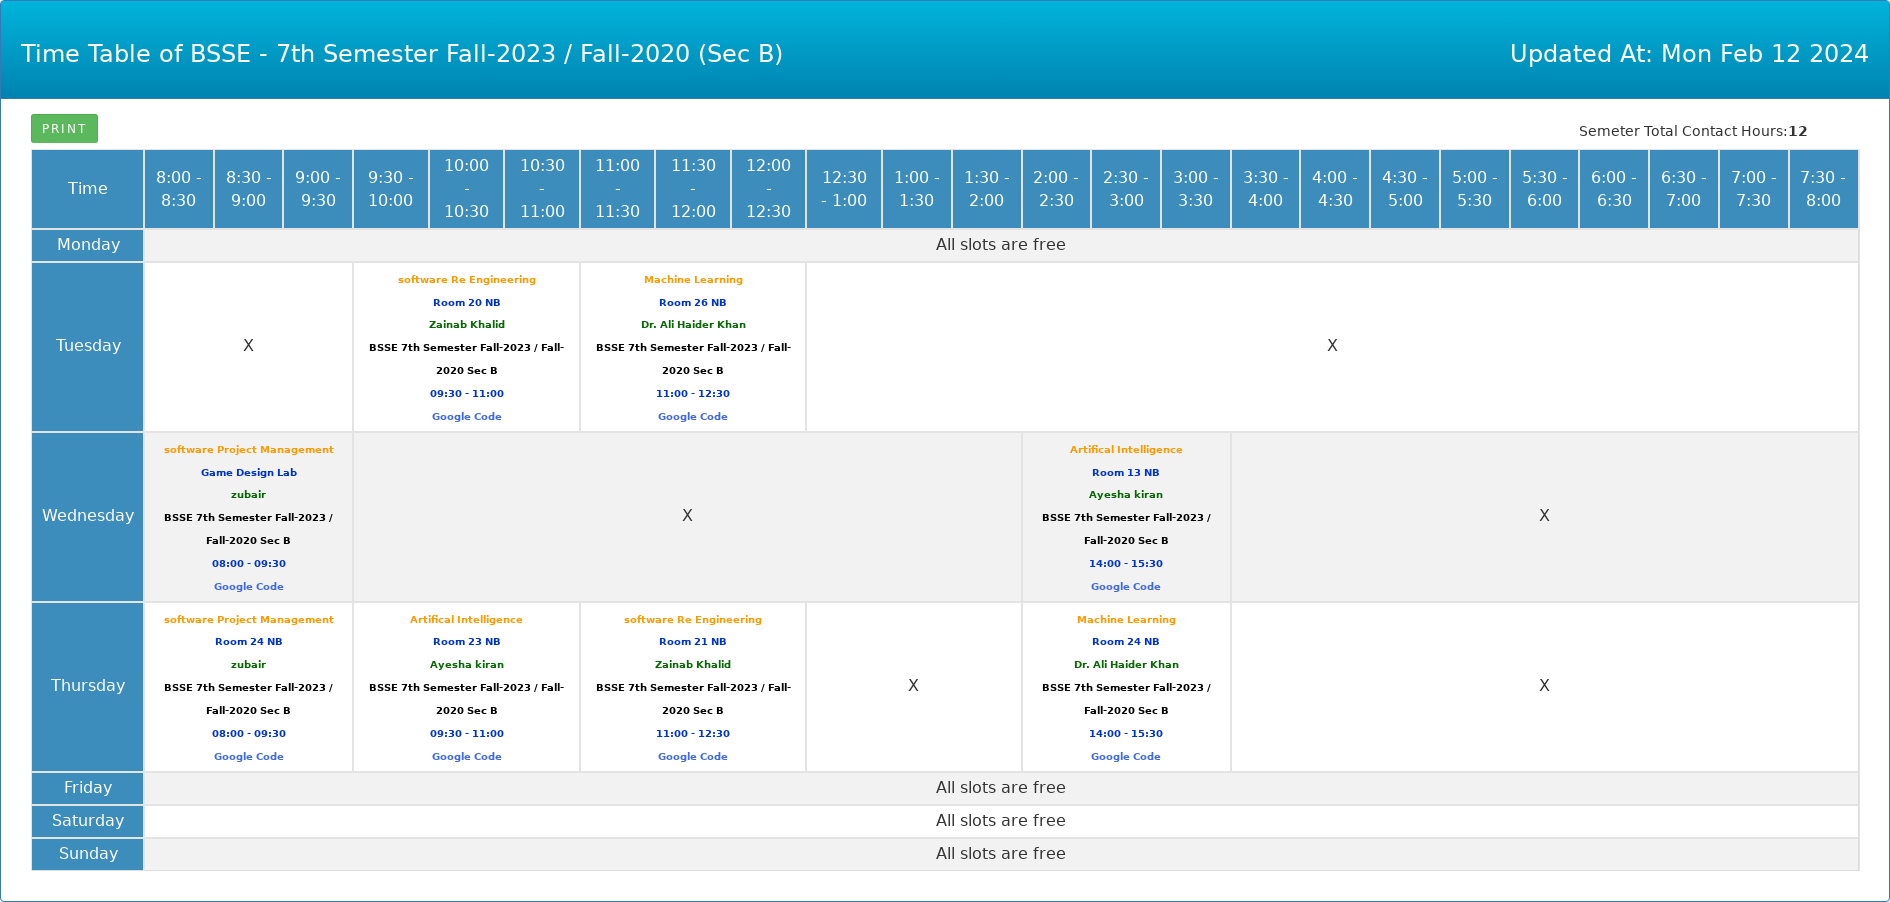 Time Table of BSSE - 7th Semester Fall-2023 / Fall-2020 (Sec B)
Updated At: Mon Feb 12 2024
PRINT
Semeter Total Contact Hours:12
Time
8:00 -
8:30
8:30 -
9:00
9:00 -
9:30
9:30 -
10:00
10:00
-
10:30
10:30
-
11:00
11:00
-
11:30
11:30
-
12:00
12:00
-
12:30
12:30
- 1:00
1:00 -
1:30
1:30 -
2:00
2:00 -
2:30
2:30 -
3:00
3:00 -
3:30
3:30 -
4:00
4:00 -
4:30
4:30 -
5:00
5:00 -
5:30
5:30 -
6:00
6:00 -
6:30
6:30 -
7:00
7:00 -
7:30
7:30 -
8:00
Monday
All slots are free
Tuesday
X
software Re Engineering
Room 20 NB
Zainab Khalid
BSSE 7th Semester Fall-2023 / Fall-
2020 Sec B
09:30 - 11:00
Google Code
Machine Learning
Room 26 NB
Dr. Ali Haider Khan
BSSE 7th Semester Fall-2023 / Fall-
2020 Sec B
11:00 - 12:30
Google Code
X
Wednesday
software Project Management
Game Design Lab
zubair
BSSE 7th Semester Fall-2023 /
Fall-2020 Sec B
08:00 - 09:30
Google Code
X
Artifical Intelligence
Room 13 NB
Ayesha kiran
BSSE 7th Semester Fall-2023 /
Fall-2020 Sec B
14:00 - 15:30
Google Code
X
Thursday
software Project Management
Room 24 NB
zubair
BSSE 7th Semester Fall-2023 /
Fall-2020 Sec B
08:00 - 09:30
Google Code
Artifical Intelligence
Room 23 NB
Ayesha kiran
BSSE 7th Semester Fall-2023 / Fall-
2020 Sec B
09:30 - 11:00
Google Code
software Re Engineering
Room 21 NB
Zainab Khalid
BSSE 7th Semester Fall-2023 / Fall-
2020 Sec B
11:00 - 12:30
Google Code
X
Machine Learning
Room 24 NB
Dr. Ali Haider Khan
BSSE 7th Semester Fall-2023 /
Fall-2020 Sec B
14:00 - 15:30
Google Code
X
Friday
All slots are free
Saturday
All slots are free
Sunday
All slots are free